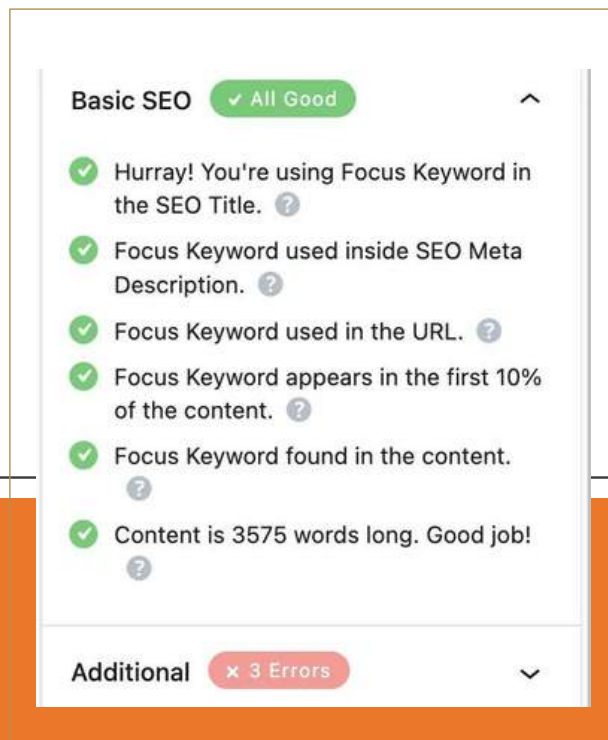 Basic SEO ✓ All Good
Hurray! You're using Focus Keyword in
the SEO Title. ?
Focus Keyword used inside SEO Meta
Description. ?
Focus Keyword used in the URL. ?
Focus Keyword appears in the first 10%
of the content. ?
Focus Keyword found in the content.
?
Content is 3575 words long. Good job!
?
Additional × 3 Errors